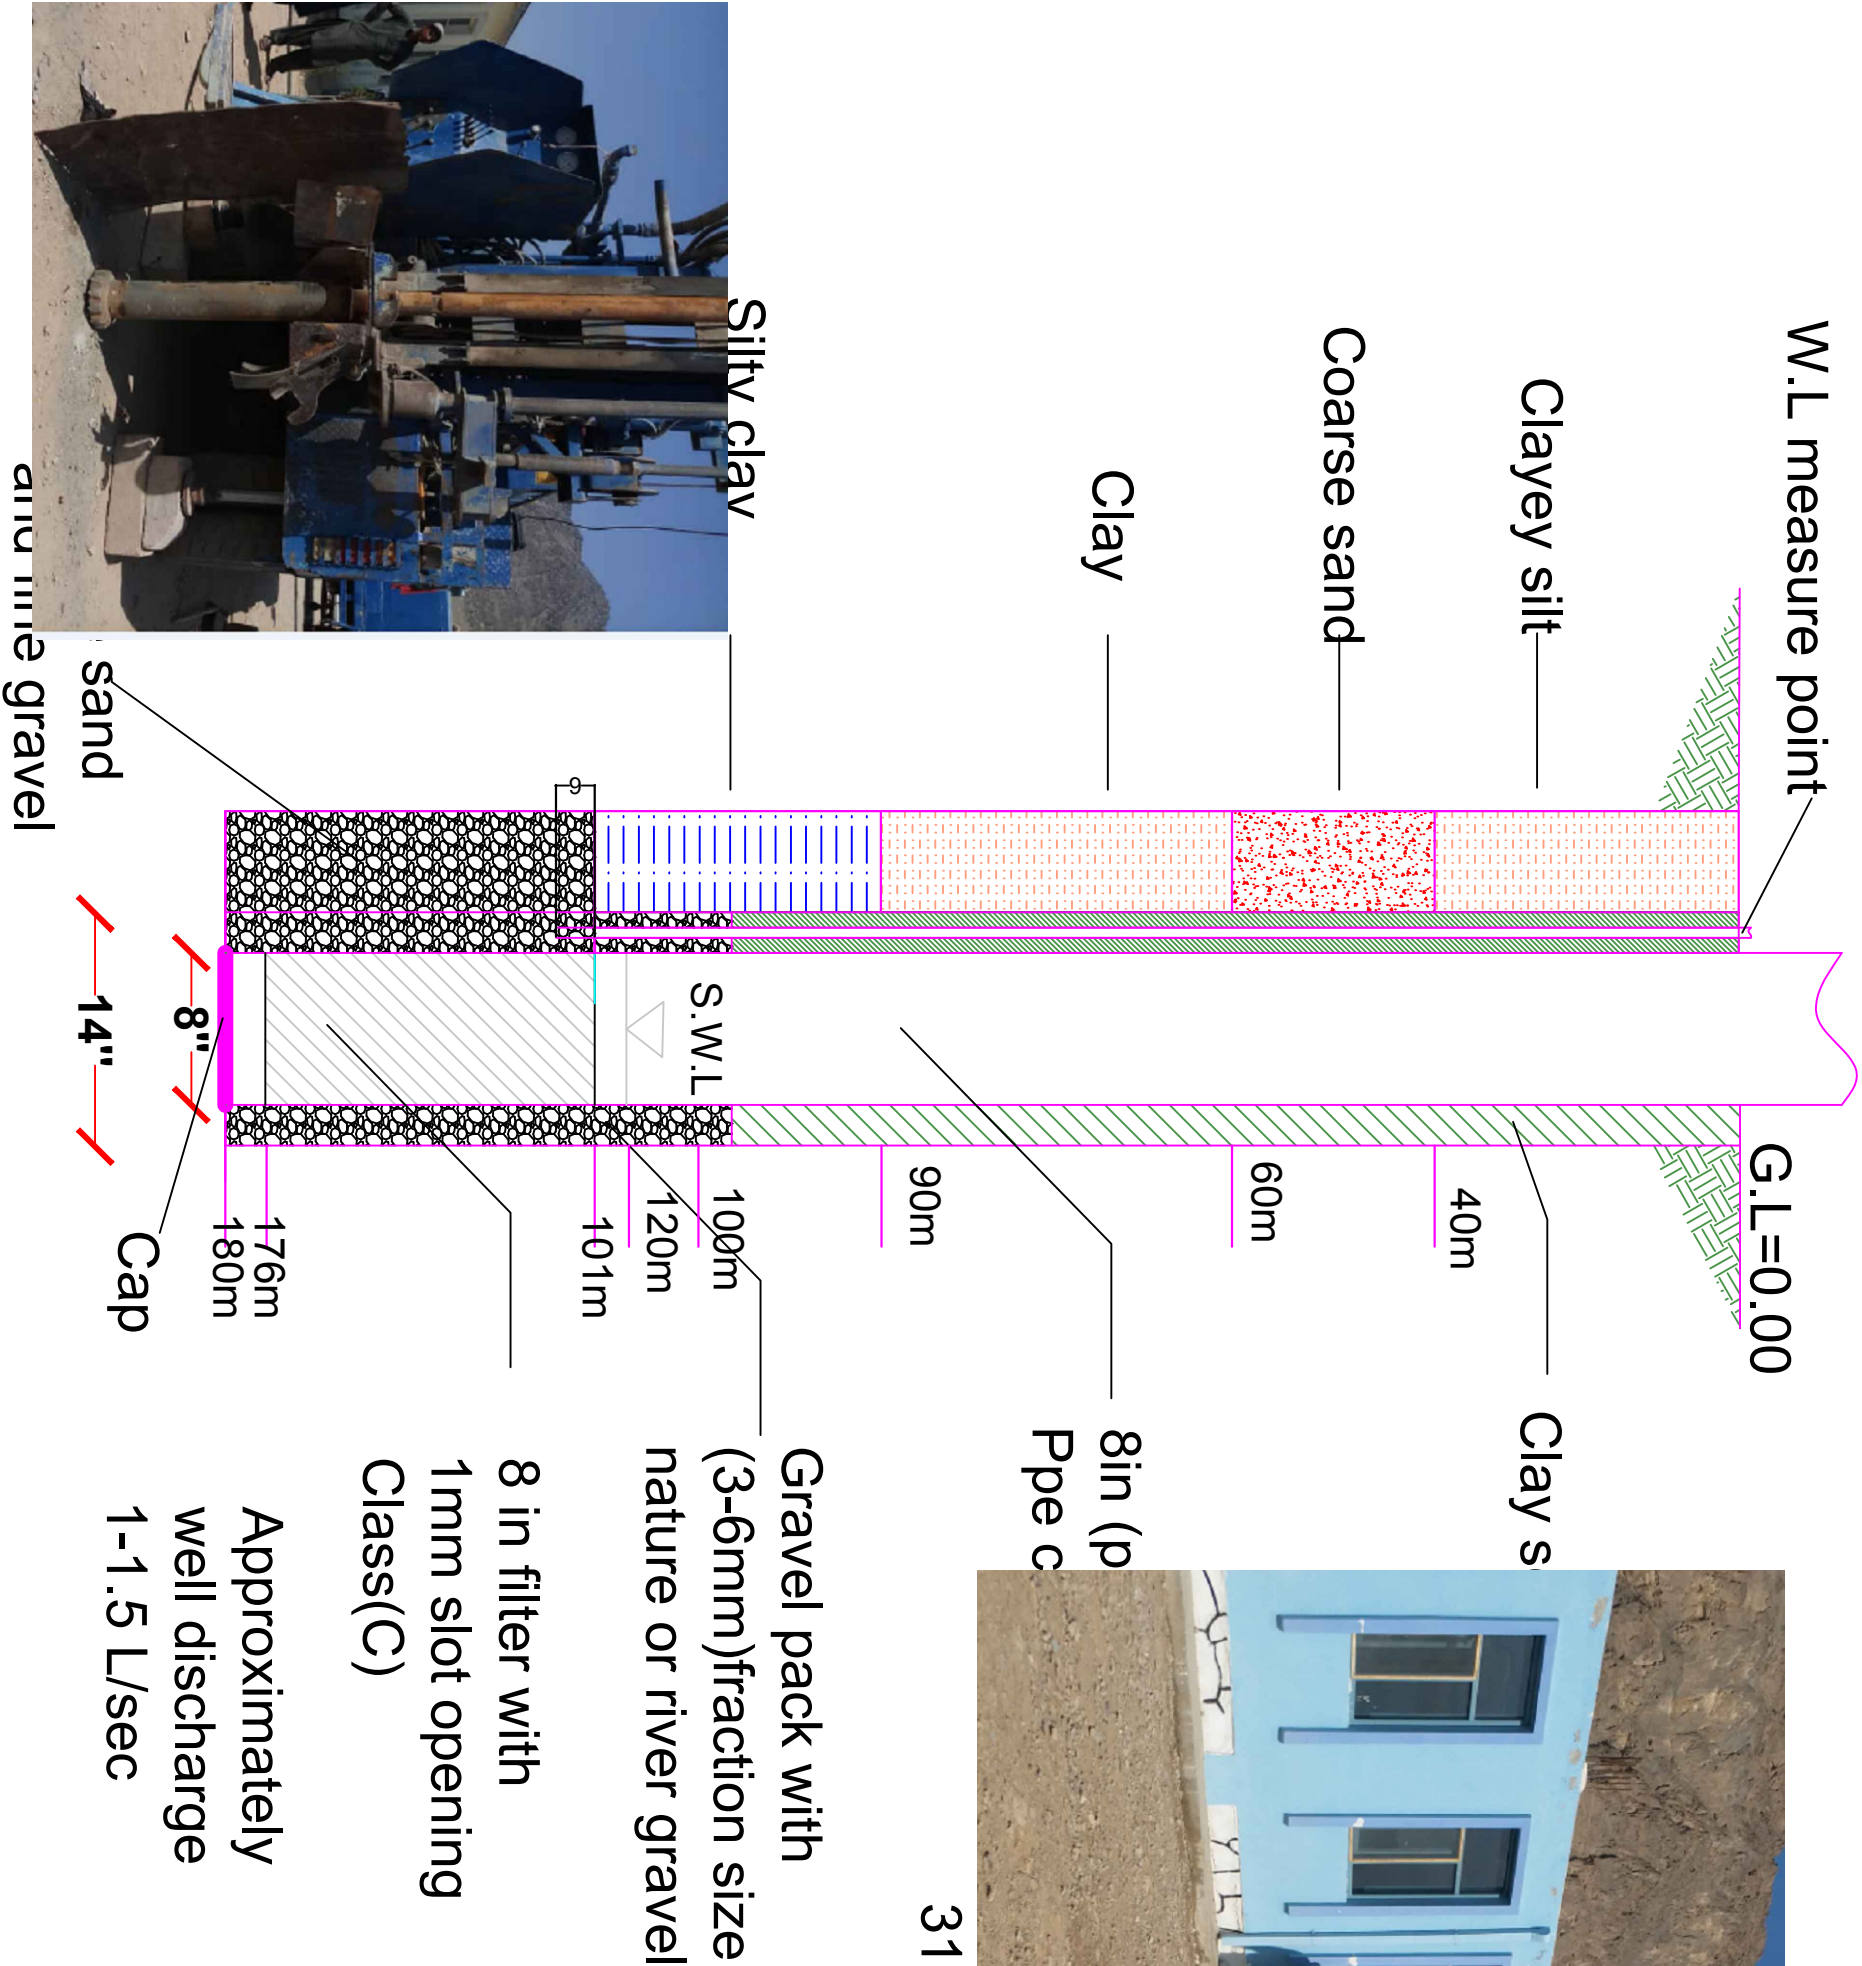 W.L measure point
G.L=0.00
Clayey silt
Clay
40m
Coarse sand
60m
Clay
8in (p
Ppe c
90m
Silty clay
100m
S.W.L
120m
101m
9
Gravel pack with
(3-6mm)fraction size
nature or river gravel
8 in filter with
1mm slot opening
Class(C)
176m
180m
Cap
8"
14"
sand
gravel
Approximately
well discharge
1-1.5 L/sec
31